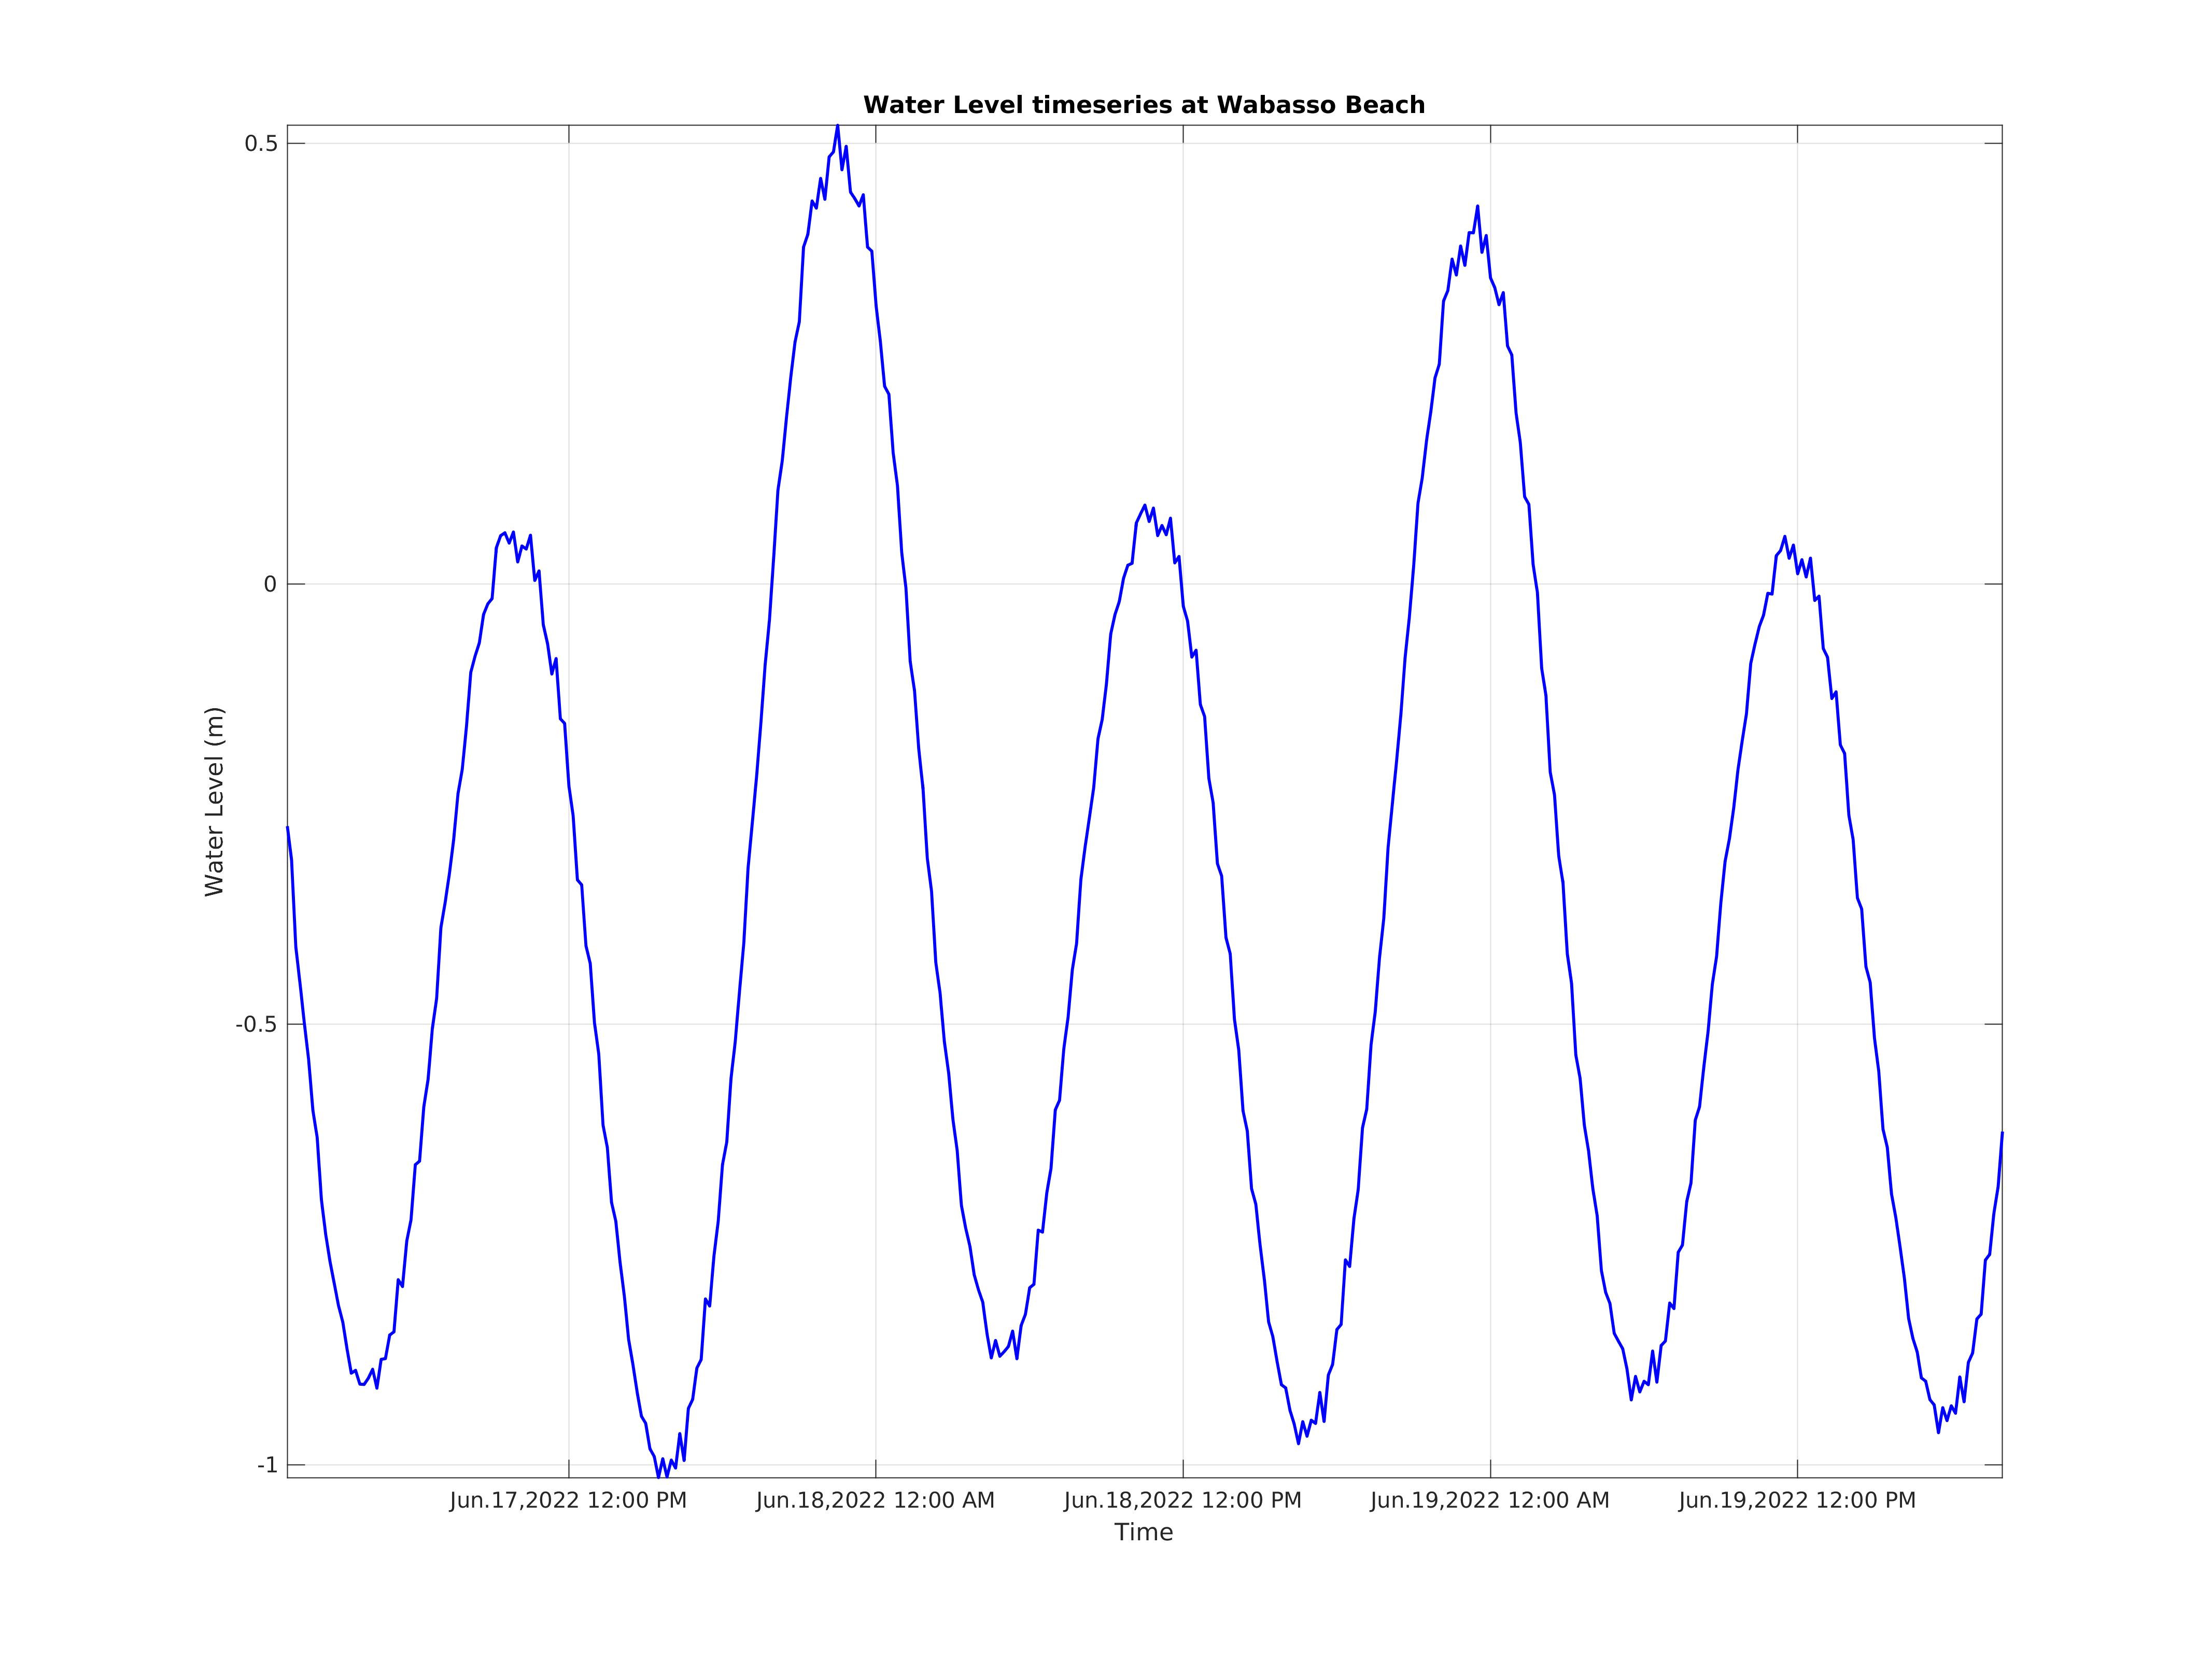 Water Level timeseries at Wabasso Beach
0.5
0
-0.5
-1
Water Level (m)
Jun.17,2022 12:00 PM
Jun.18,2022 12:00 AM
Jun.18,2022 12:00 PM
Jun.19,2022 12:00 AM
Jun.19,2022 12:00 PM
Time